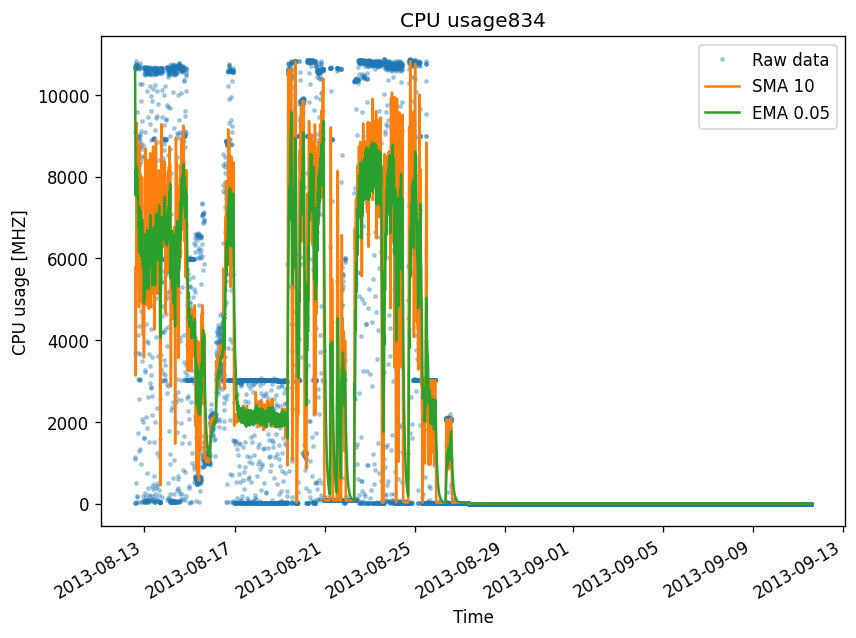 CPU usage834
Raw data
SMA 10
EMA 0.05
CPU usage [MHZ]
10000
8000
6000
4000
2000
0
2013-08-13
2013-08-17
2013-08-21
2013-08-25
2013-08-29
2013-09-01
2013-09-05
2013-09-09
2013-09-13
Time